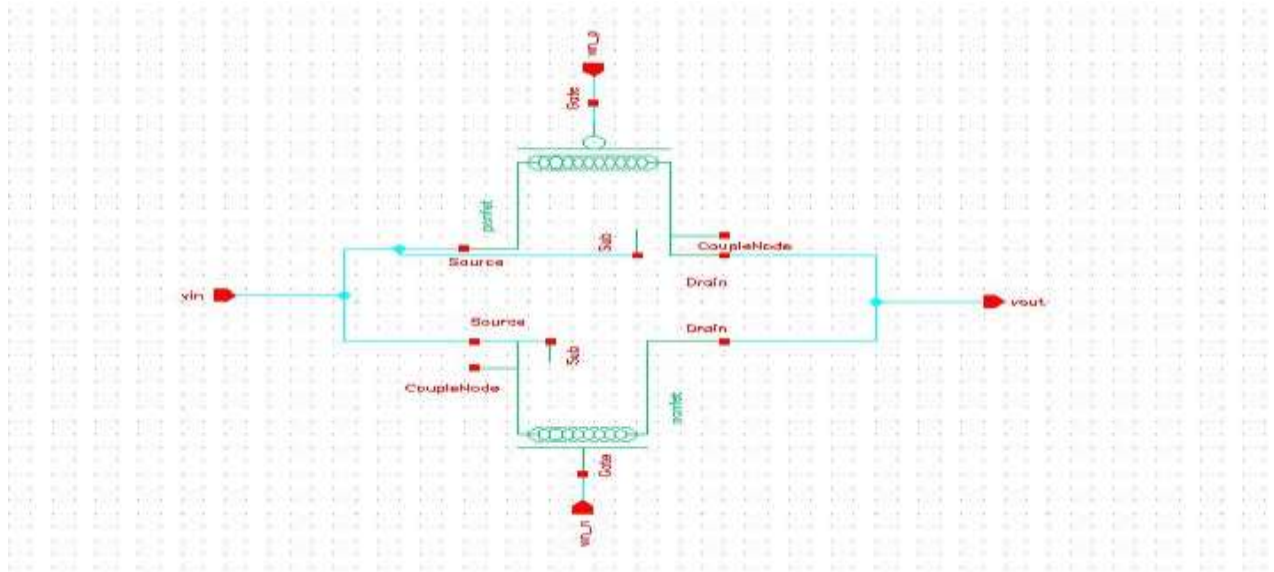 Gate
Sub
CoupleNode
Source
Drain
vin
vout
Source
Drain
Sub
CoupleNode
Gate